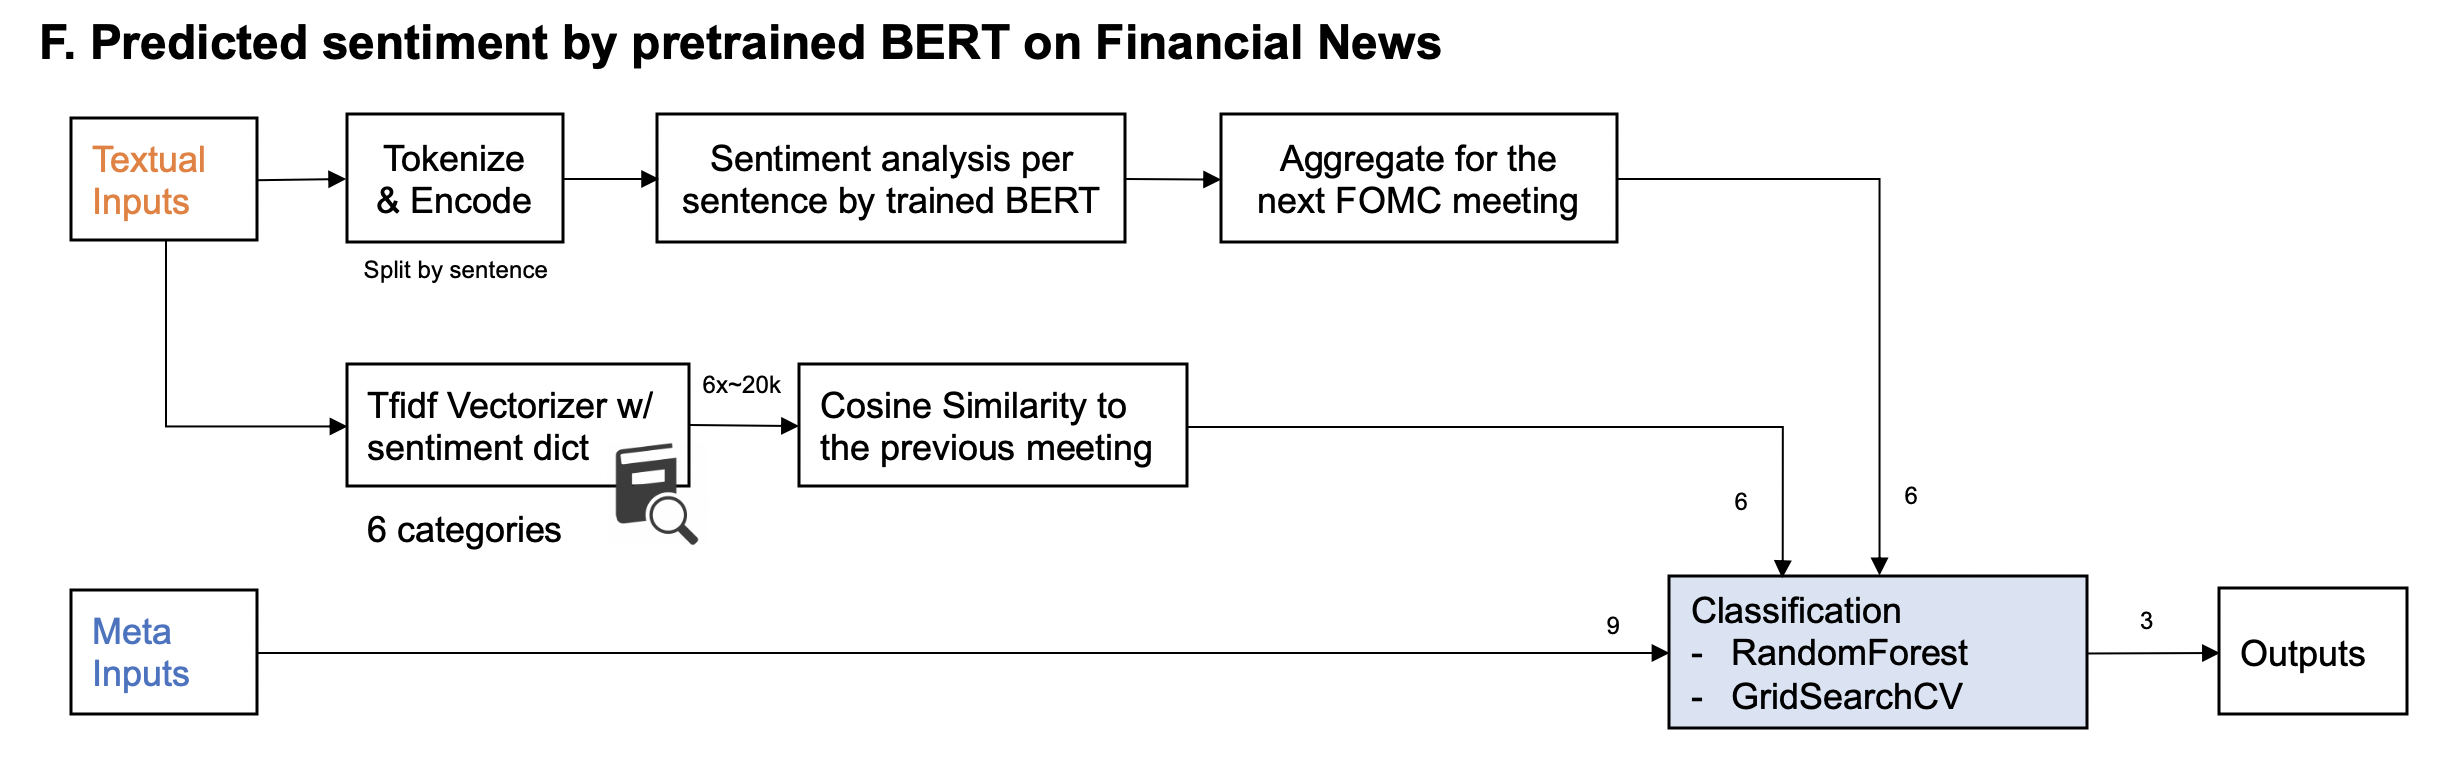 F. Predicted sentiment by pretrained BERT on Financial News
Textual
Inputs
Tokenize
& Encode
Split by sentence
Sentiment analysis per
sentence by trained BERT
Aggregate for the
next FOMC meeting
Tfidf Vectorizer w/
sentiment dict
6 categories
6x~20k
Cosine Similarity to
the previous meeting
6
6
Meta
Inputs
9
Classification
- RandomForest
- GridSearchCV
3
Outputs